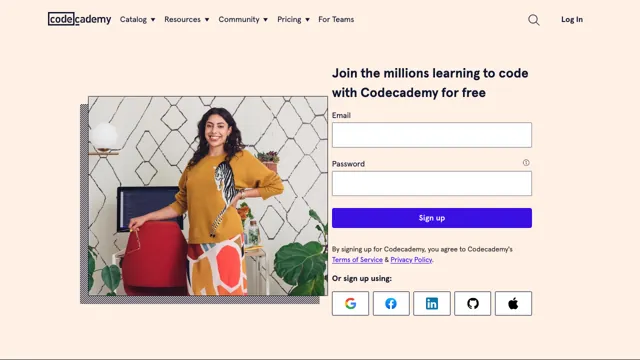 codecademy
Catalog
Resources
Community
Pricing
For Teams
Log In
Join the millions learning to code
with Codecademy for free
Email
Password
Sign up
By signing up for Codecademy, you agree to Codecademy's
Terms of Service & Privacy Policy.
Or sign up using: